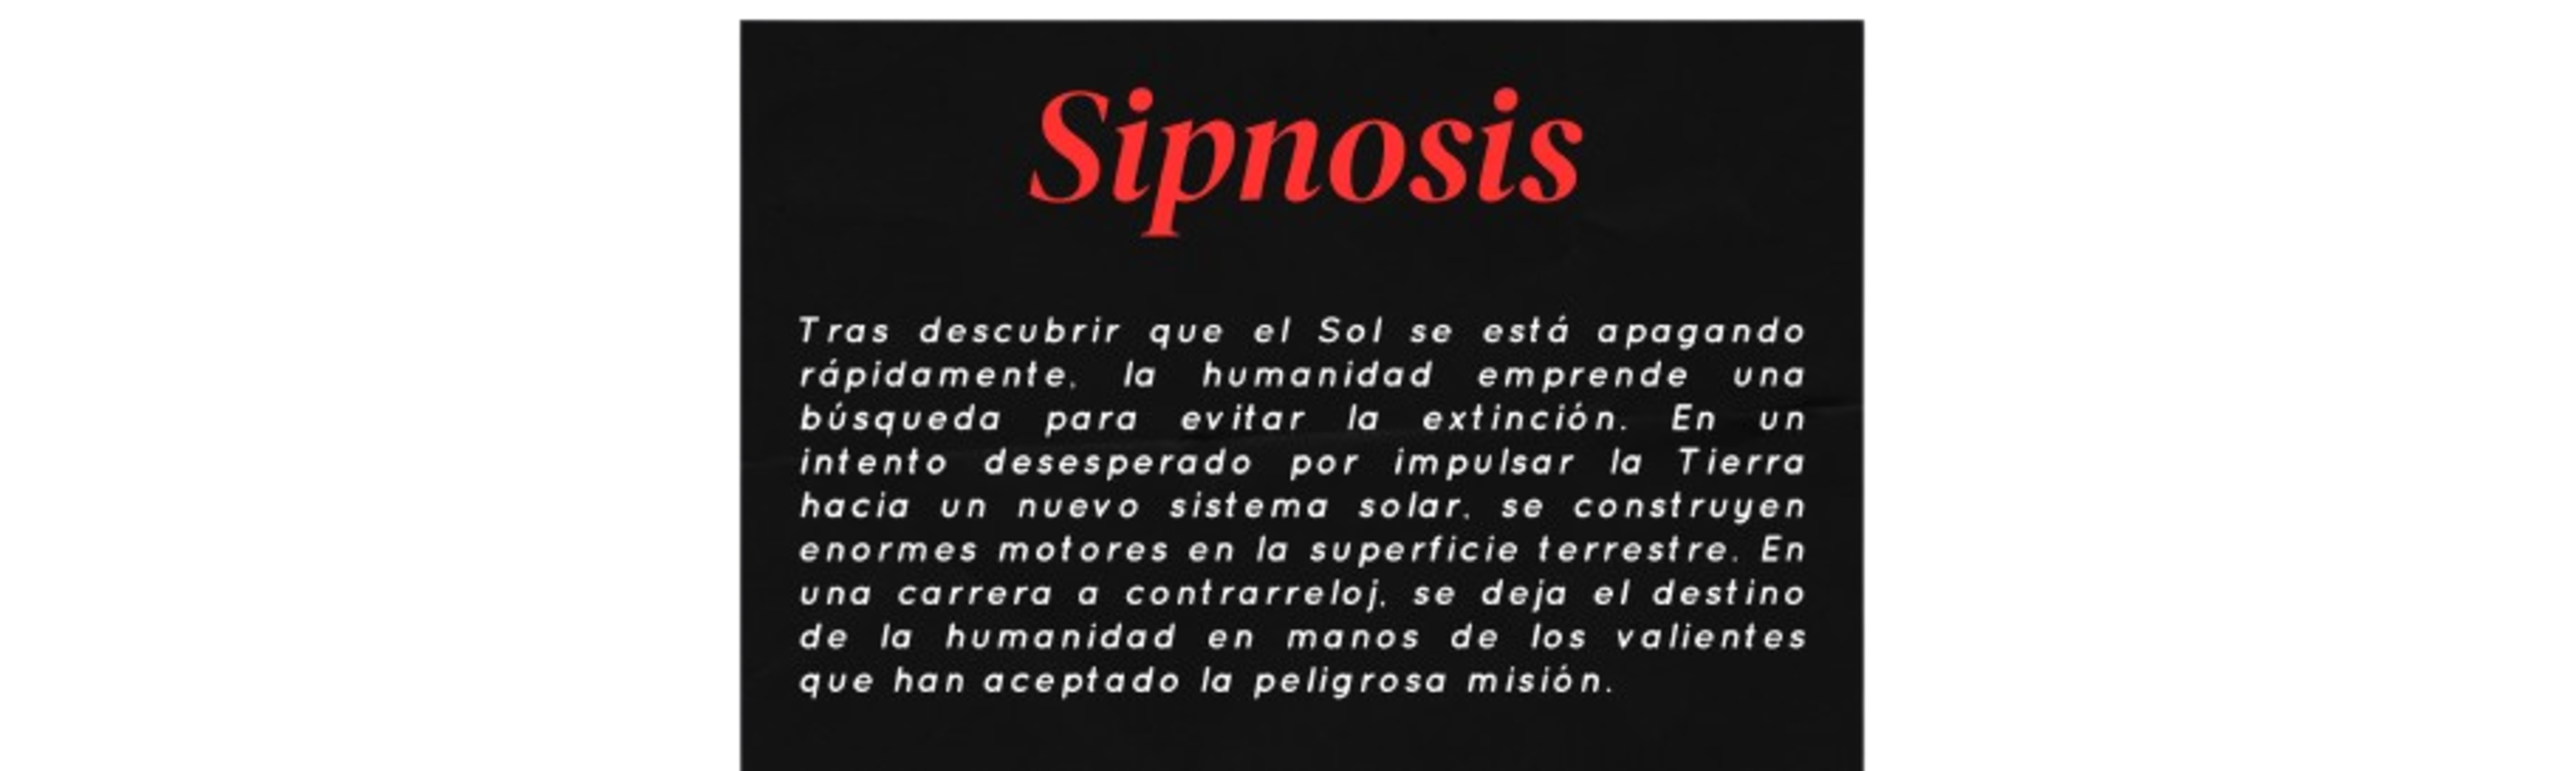 Sipnosis
Tras descubrir que el Sol se está apagando
rápidamente, la humanidad emprende una
búsqueda para evitar la extinción. En un
intento desesperado por impulsar la Tierra
hacia un nuevo sistema solar, se construyen
enormes motores en la superficie terrestre. En
una carrera a contrarreloj, se deja el destino
de la humanidad en manos de los valientes
que han aceptado la peligrosa misión.